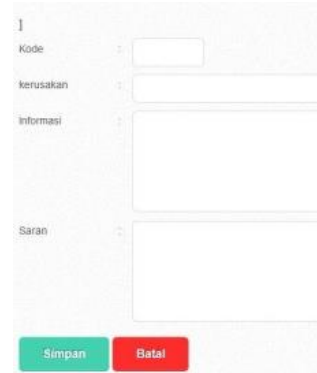 ]
Kode :
kerusakan :
Informasi :
Saran :
Simpan Batal